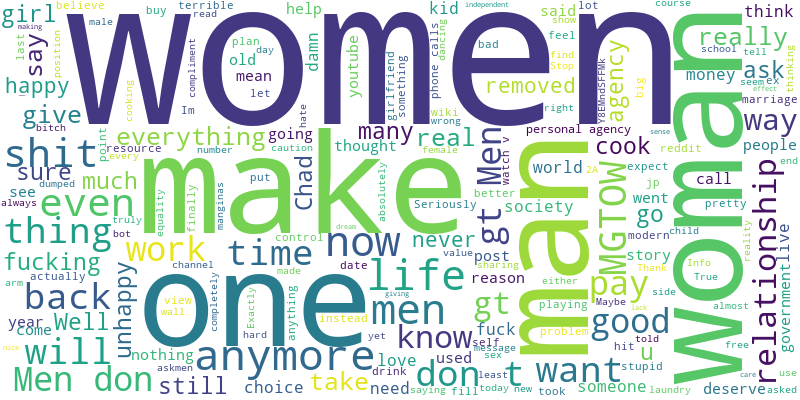 women
Woman
make
one
man
girl
believe
buy
terrible
read
plan
day
help
kid
said
show
independent
course
lot
think
making
male
say
last
position
happy
cooking
compliment
Im
old
mean
let
damn
youtube
girlfriend
something
phone calls
dancing
bad
feel
find
Stop
really
school
tell
seem
ex
thinking
money
ask
agency
Y8EMndSFFMk
big
effect
marriage
give
removed
right
wrong
wiki
hate
bitch
point
everything
going
many
real
personal agency
sense
way
people
shit
resource
number
caution
thought
female
watch v
gt Men
cook
reddit
sure
every
put
Chad
absolutely
world
2A
expect
end
see
much
dumped
finally
manginas
better
jp
call
pretty
always
even
truly
equality
Seriously
society
MGTOW
went
go
modern
child
relationship
live
government
reality
thing
bot
control
dream
never
post
story
Thank
Info
True
fucking
work
time
how
value
sharing
reason
either
pay
side
almost
actually
channel
made
date
life
gt
playing
Maybe
lack
free
arm
back
unhappy
view
wall
completely
Exactly
hard
anything
instead
men
problem
good
told
year
come
Well
nothing
anymore
yet
giving
know
self
fuck
message
hit
u
stupid
care
use
nice
will
askmen
love
used
sex
want
someone
laundry
deserve
asked
Men don
still
choice
take
drink
need
saying
don t
fill
least
today
new
took